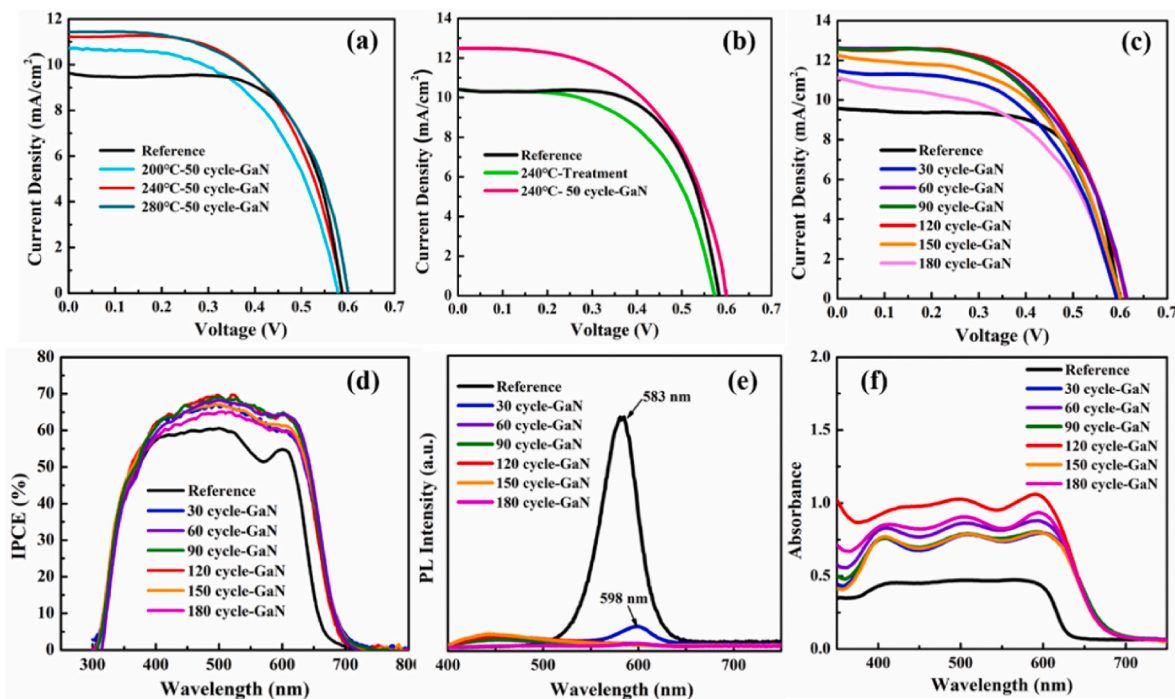 (a)
Current Density (mA/cm²)
12
10
8
6
4
2
0
Reference
200°C-50 cycle-GaN
240°C-50 cycle-GaN
280°C-50 cycle-GaN
0.0 0.1 0.2 0.3 0.4 0.5 0.6 0.7
Voltage (V)
(b)
Current Density (mA/cm²)
14
12
10
8
6
4
2
0
Reference
240°C-Treatment
240°C- 50 cycle-GaN
0.0 0.1 0.2 0.3 0.4 0.5 0.6 0.7
Voltage (V)
(c)
Current Density (mA/cm²)
14
12
10
8
6
4
2
0
Reference
30 cycle-GaN
60 cycle-GaN
90 cycle-GaN
120 cycle-GaN
150 cycle-GaN
180 cycle-GaN
0.0 0.1 0.2 0.3 0.4 0.5 0.6 0.7
Voltage (V)
(d)
IPCE (%)
80
70
60
50
40
30
20
10
0
Reference
30 cycle-GaN
60 cycle-GaN
90 cycle-GaN
120 cycle-GaN
150 cycle-GaN
180 cycle-GaN
300 400 500 600 700 800
Wavelength (nm)
(e)
PL Intensity (a.u.)
Reference
30 cycle-GaN
60 cycle-GaN
90 cycle-GaN
120 cycle-GaN
150 cycle-GaN
180 cycle-GaN
583 nm
598 nm
400 500 600 700
Wavelength (nm)
(f)
Absorbance
2.0
1.5
1.0
0.5
0.0
Reference
30 cycle-GaN
60 cycle-GaN
90 cycle-GaN
120 cycle-GaN
150 cycle-GaN
180 cycle-GaN
400 500 600 700
Wavelength (nm)